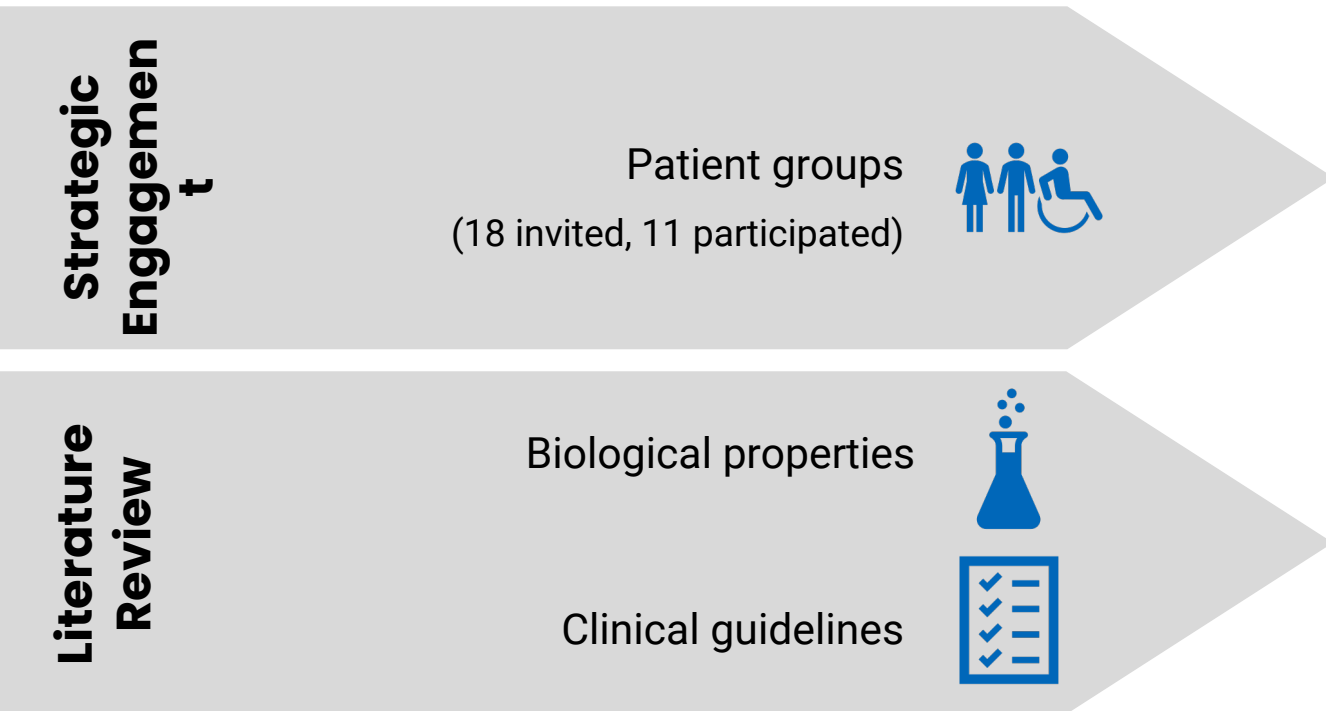 Strategic
Engagemen
t
Patient groups
(18 invited, 11 participated)
Literature
Review
Biological properties
Clinical guidelines